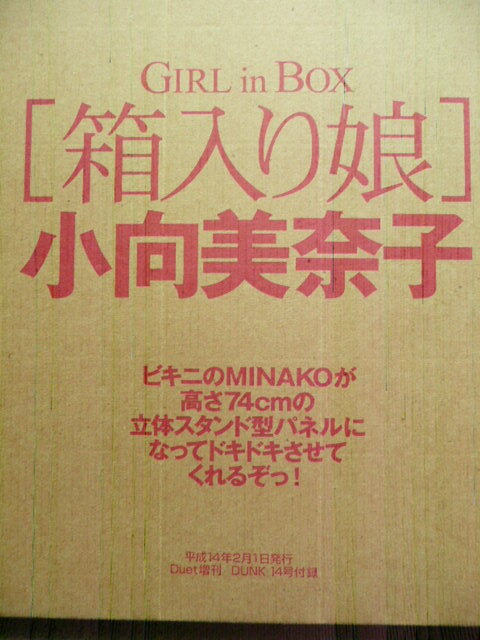 GIRL in BOX
[箱入り娘]
小向美奈子
ビキニのMINAKOが
高さ74cmの
立体スタンド型パネルに
なってドキドキさせて
くれるぞっ!
平成14年2月1日発行
Duet増刊 DUNK 14号付録